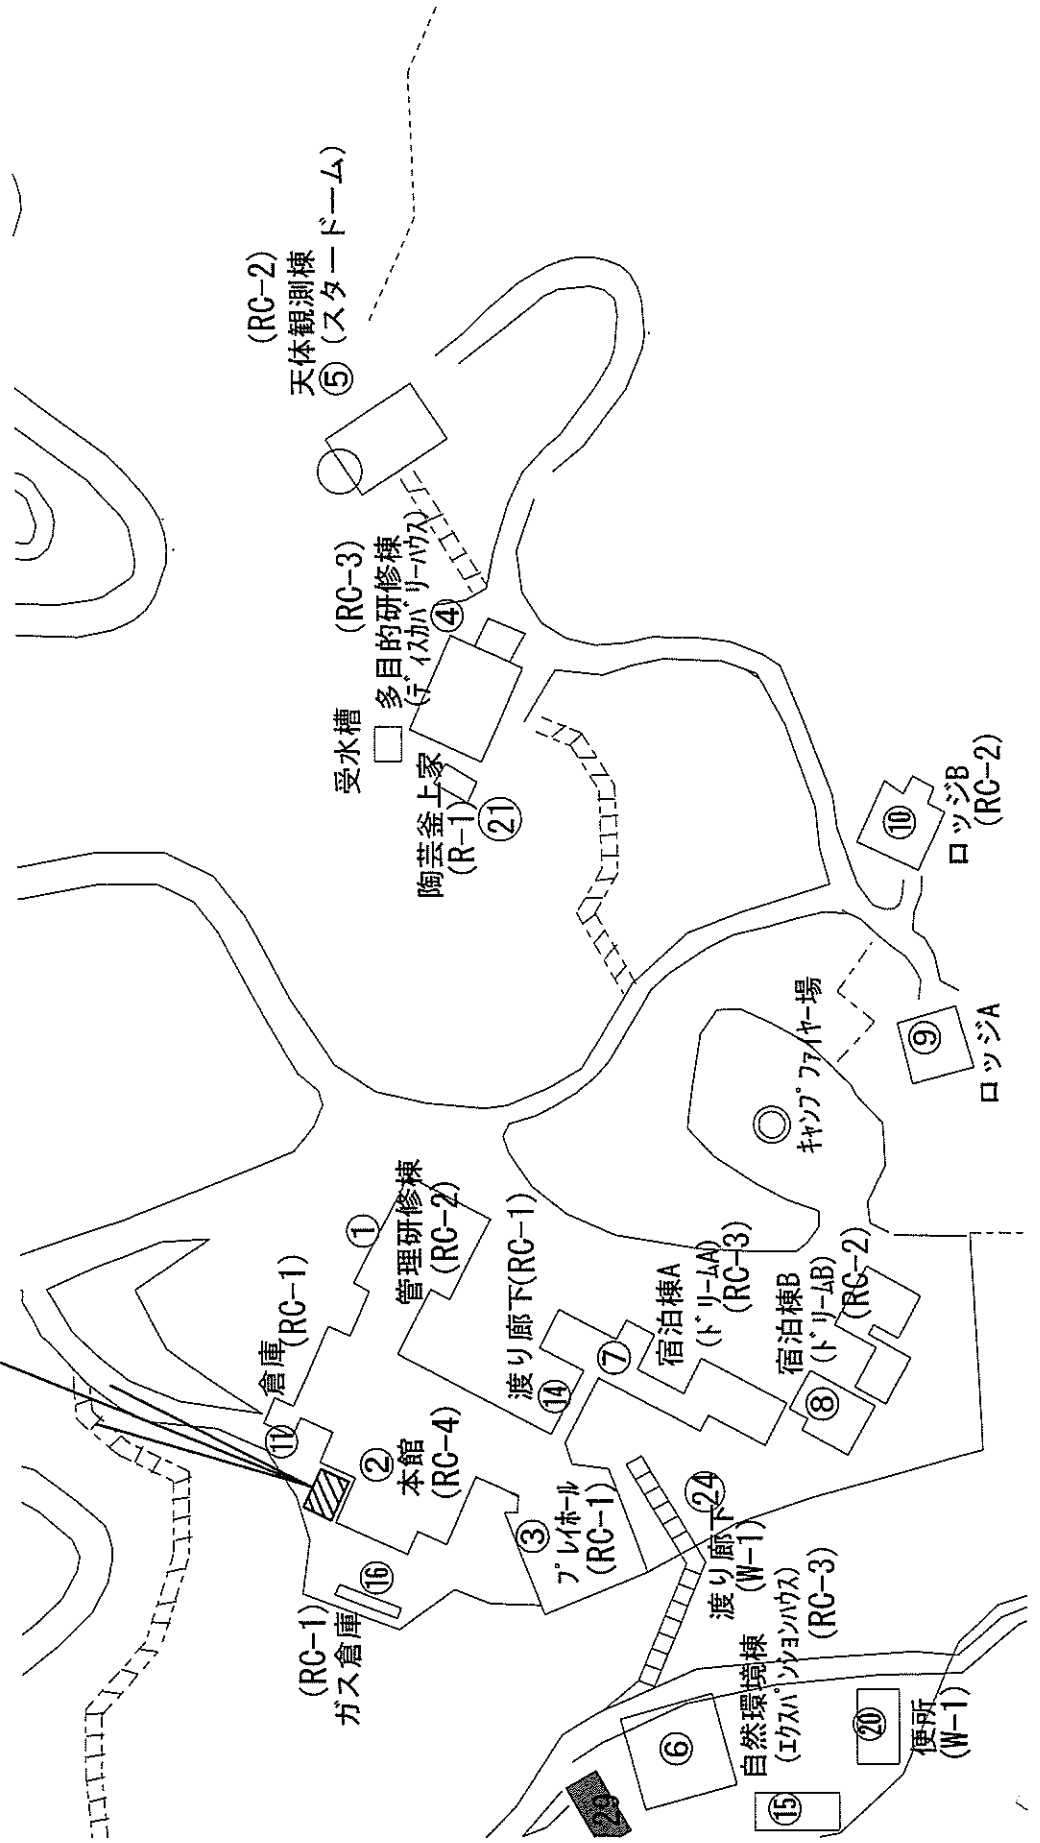 (RC-2)
天体観測棟
⑤(スタードーム)
(RC-3)
多目的研修棟
(ディスカバリーハウス)
④
受水槽
陶芸釜上家
(R-1)
㉑
⑩
ロッジB
(RC-2)
⑨
ロッジA
キャンプファイヤー場
①
管理研修棟
(RC-2)
倉庫
(RC-1)
⑪
②
本館
(RC-4)
渡り廊下(RC-1)
⑭
⑦
宿泊棟A
(ドリームA)
(RC-3)
宿泊棟B
(ドリームB)
(RC-2)
⑧
③
プレイホール
(RC-1)
⑯
(RC-1)
ガス倉庫
㉔
渡り廊下
(W-1)
自然環境棟
(エクスパンションハウス)
(RC-3)
⑥
⑳
便所
(W-1)
⑮
29